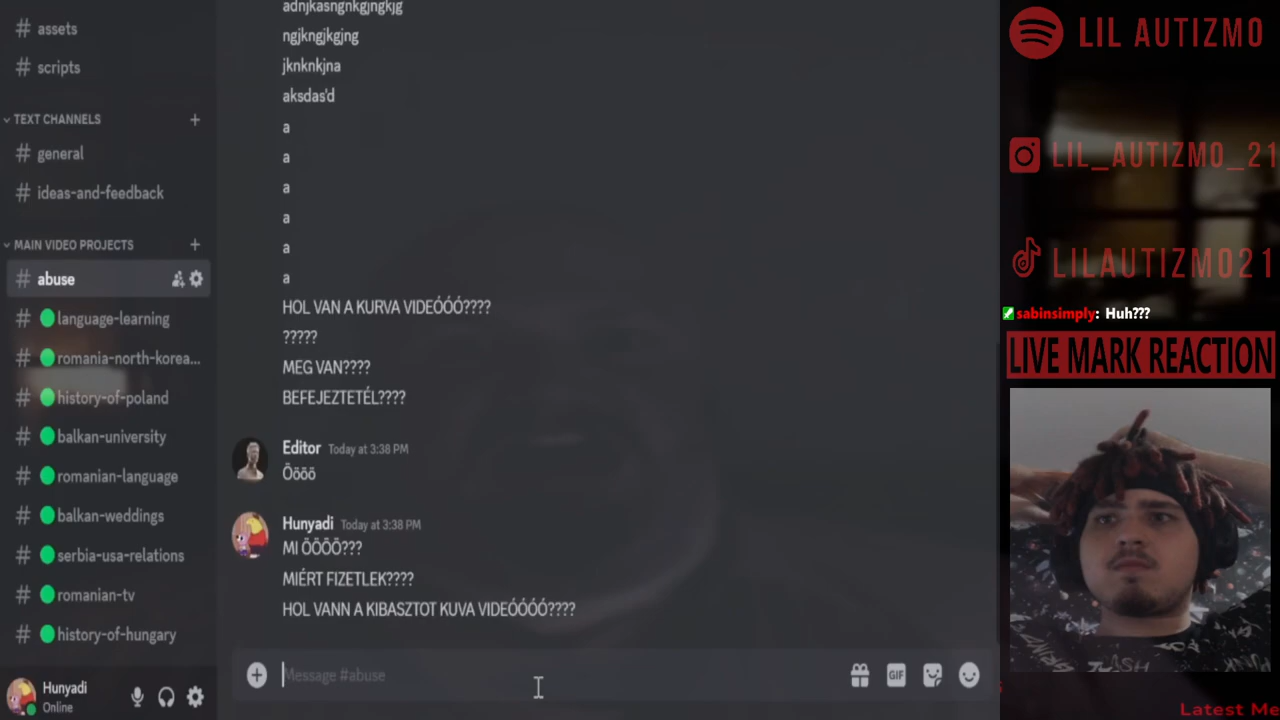 assets
scripts
TEXT CHANNELS
general
ideas-and-feedback
MAIN VIDEO PROJECTS
abuse
language-learning
romania-north-korea...
history-of-poland
balkan-university
romanian-language
balkan-weddings
serbia-usa-relations
romanian-tv
history-of-hungary
Hunyadi
Online
adnjkasngnkgjngkjg
ngjkngjkgjng
jknknkjna
aksdas'd
a
a
a
a
a
a
HOL VAN A KURVA VIDEÓÓÓ????
?????
MEG VAN????
BEFEJEZTETÉL????
Editor Today at 3:38 PM
Őőőő
Hunyadi Today at 3:38 PM
MI ŐŐŐŐ???
MIÉRT FIZETLEK????
HOL VANN A KIBASZTOT KUVA VIDEÓÓÓÓ????
Message #abuse
GIF
LIL AUTIZMO
LIL_AUTIZMO_21
LILAUTIZMO21
sabinsimply: Huh???
LIVE MARK REACTION
Latest Me